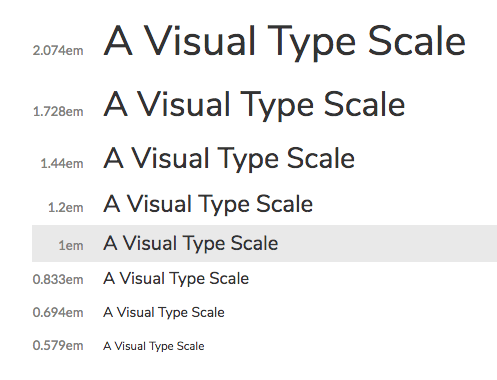 2.074em A Visual Type Scale
1.728em A Visual Type Scale
1.44em A Visual Type Scale
1.2em A Visual Type Scale
1em A Visual Type Scale
0.833em A Visual Type Scale
0.694em A Visual Type Scale
0.579em A Visual Type Scale